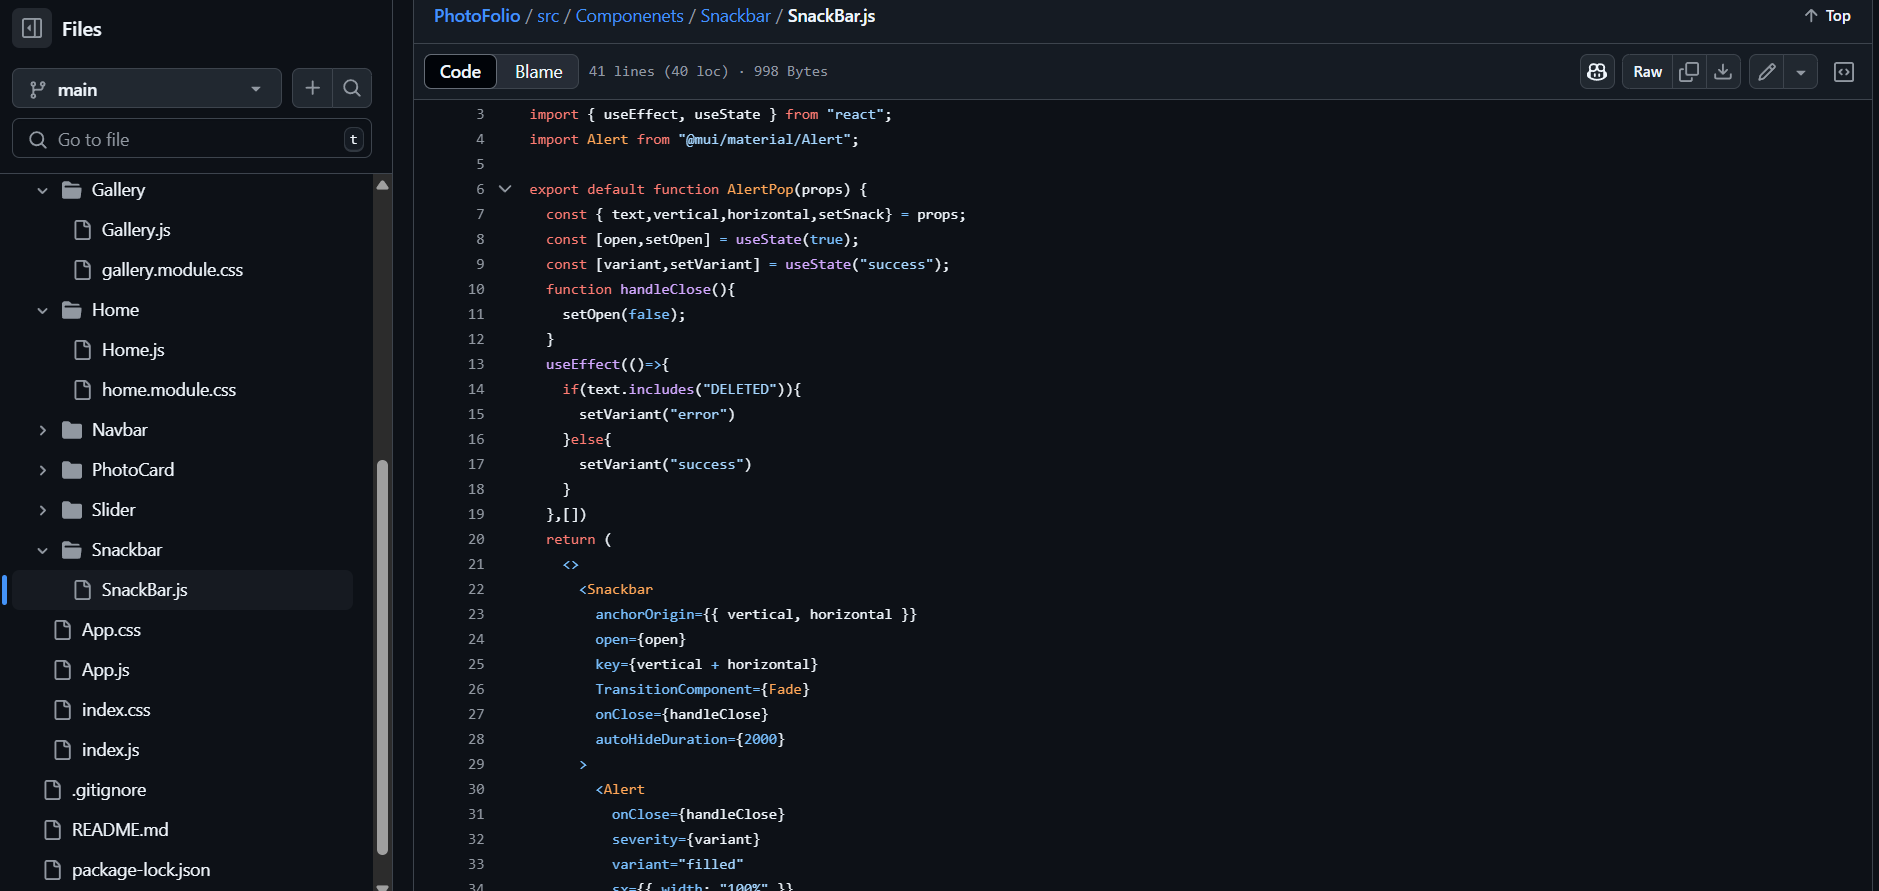 Files
main
Go to file
t
Gallery
Gallery.js
gallery.module.css
Home
Home.js
home.module.css
Navbar
PhotoCard
Slider
Snackbar
SnackBar.js
App.css
App.js
index.css
index.js
.gitignore
README.md
package-lock.json
PhotoFolio / src / Componenets / Snackbar / SnackBar.js
Top
Code Blame 41 lines (40 loc) · 998 Bytes
Raw
3 import { useEffect, useState } from "react";
4 import Alert from "@mui/material/Alert";
5
6 export default function AlertPop(props) {
7 const { text,vertical,horizontal,setSnack} = props;
8 const [open,setOpen] = useState(true);
9 const [variant,setVariant] = useState("success");
10 function handleClose(){
11 setOpen(false);
12 }
13 useEffect(()=>{
14 if(text.includes("DELETED")){
15 setVariant("error")
16 }else{
17 setVariant("success")
18 }
19 },[])
20 return (
21 <>
22 <Snackbar
23 anchorOrigin={{ vertical, horizontal }}
24 open={open}
25 key={vertical + horizontal}
26 TransitionComponent={Fade}
27 onClose={handleClose}
28 autoHideDuration={2000}
29 >
30 <Alert
31 onClose={handleClose}
32 severity={variant}
33 variant="filled"
34 sx={{ width: "100%" }}